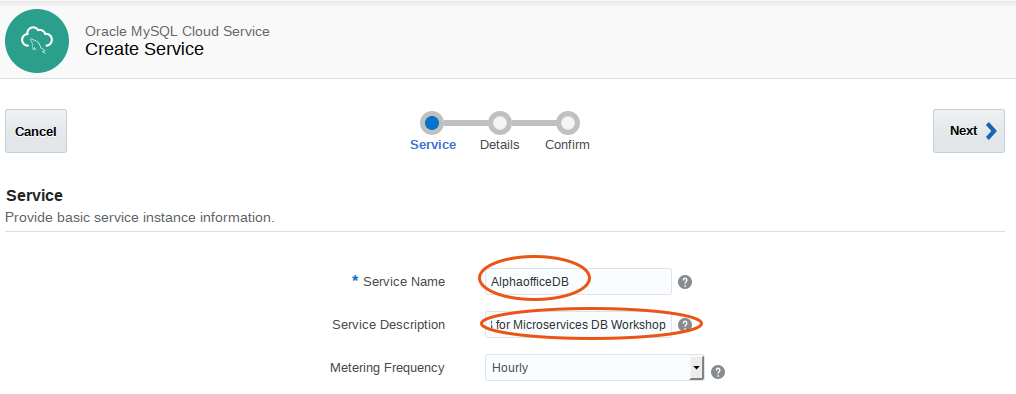 Oracle MySQL Cloud Service
Create Service
Cancel
Next
Service Details Confirm
Service
Provide basic service instance information.
* Service Name AlphaofficeDB ?
Service Description for Microservices DB Workshop ?
Metering Frequency Hourly ?